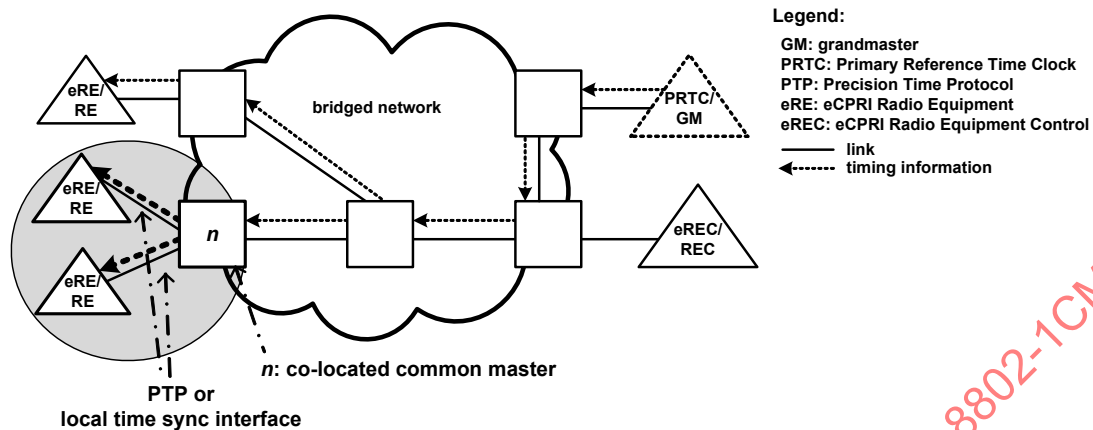 Legend:
GM: grandmaster
PRTC: Primary Reference Time Clock
PTP: Precision Time Protocol
eRE: eCPRI Radio Equipment
eREC: eCPRI Radio Equipment Control
link
timing information
eRE/
RE
bridged network
PRTC/
GM
eRE/
RE
n
eREC/
REC
eRE/
RE
n: co-located common master
PTP or
local time sync interface
8802-1CM